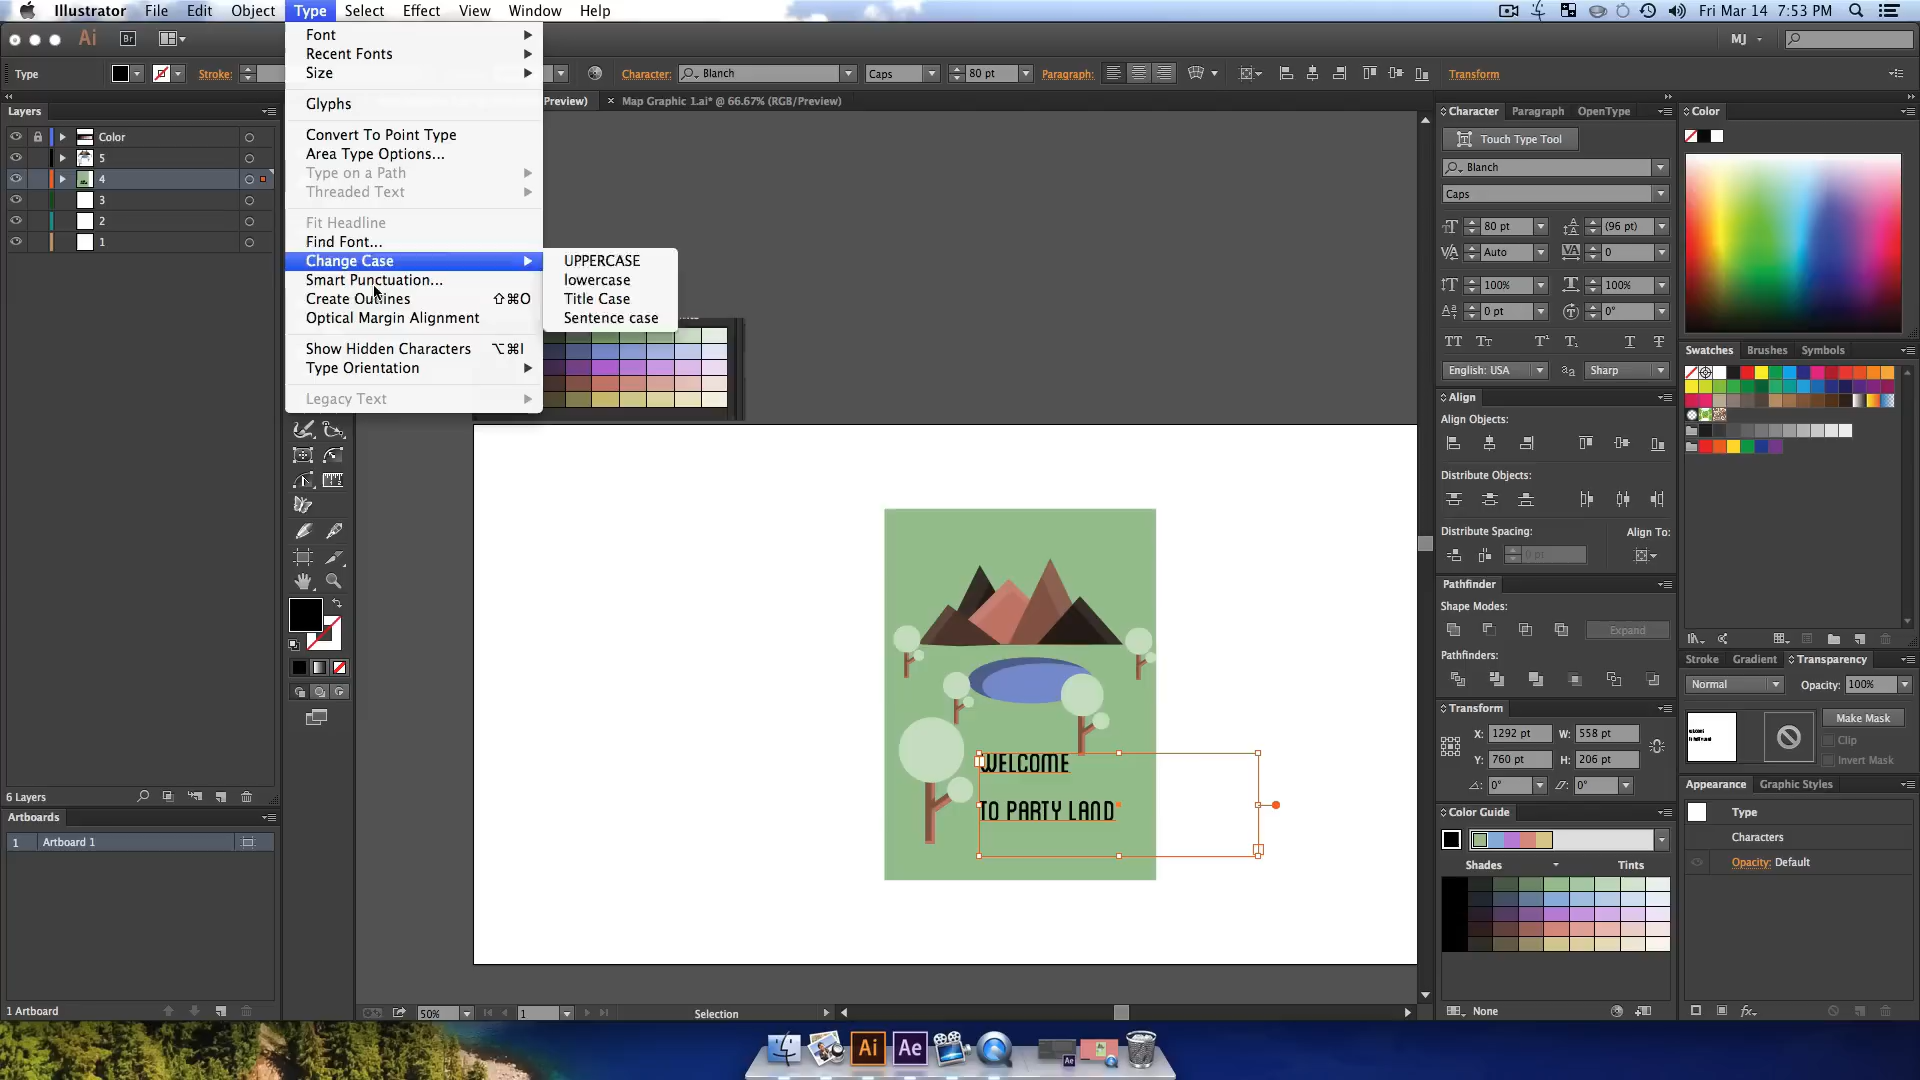 Illustrator File Edit Object Type Select Effect View Window Help
Fri Mar 14 7:53 PM
Ai
Br
MJ
Type
Stroke:
Character:
Blanch
Caps
80 pt
Paragraph:
Transform
Preview)
Map Graphic 1.ai* @ 66.67% (RGB/Preview)
Font
Recent Fonts
Size
Glyphs
Convert To Point Type
Area Type Options...
Type on a Path
Threaded Text
Fit Headline
Find Font...
Change Case
Smart Punctuation...
Create Outlines ⇧⌘O
Optical Margin Alignment
Show Hidden Characters ⌥⌘I
Type Orientation
Legacy Text
UPPERCASE
lowercase
Title Case
Sentence case
Layers
Color
5
4
3
2
1
6 Layers
Artboards
1 Artboard 1
1 Artboard
WELCOME
TO PARTY LAND
50%
1
Selection
Character Paragraph OpenType
Touch Type Tool
Blanch
Caps
80 pt (96 pt)
Auto 0
100% 100%
0 pt 0°
English: USA Sharp
Align
Align Objects:
Distribute Objects:
Distribute Spacing: Align To:
0 pt
Pathfinder
Shape Modes:
Expand
Pathfinders:
Transform
X: 1292 pt W: 558 pt
Y: 760 pt H: 206 pt
0° 0°
Color Guide
Shades Tints
None
Color
Swatches Brushes Symbols
Stroke Gradient Transparency
Normal Opacity: 100%
Make Mask
Clip
Invert Mask
Appearance Graphic Styles
Type
Characters
Opacity: Default
fx
Ai Ae
Ae